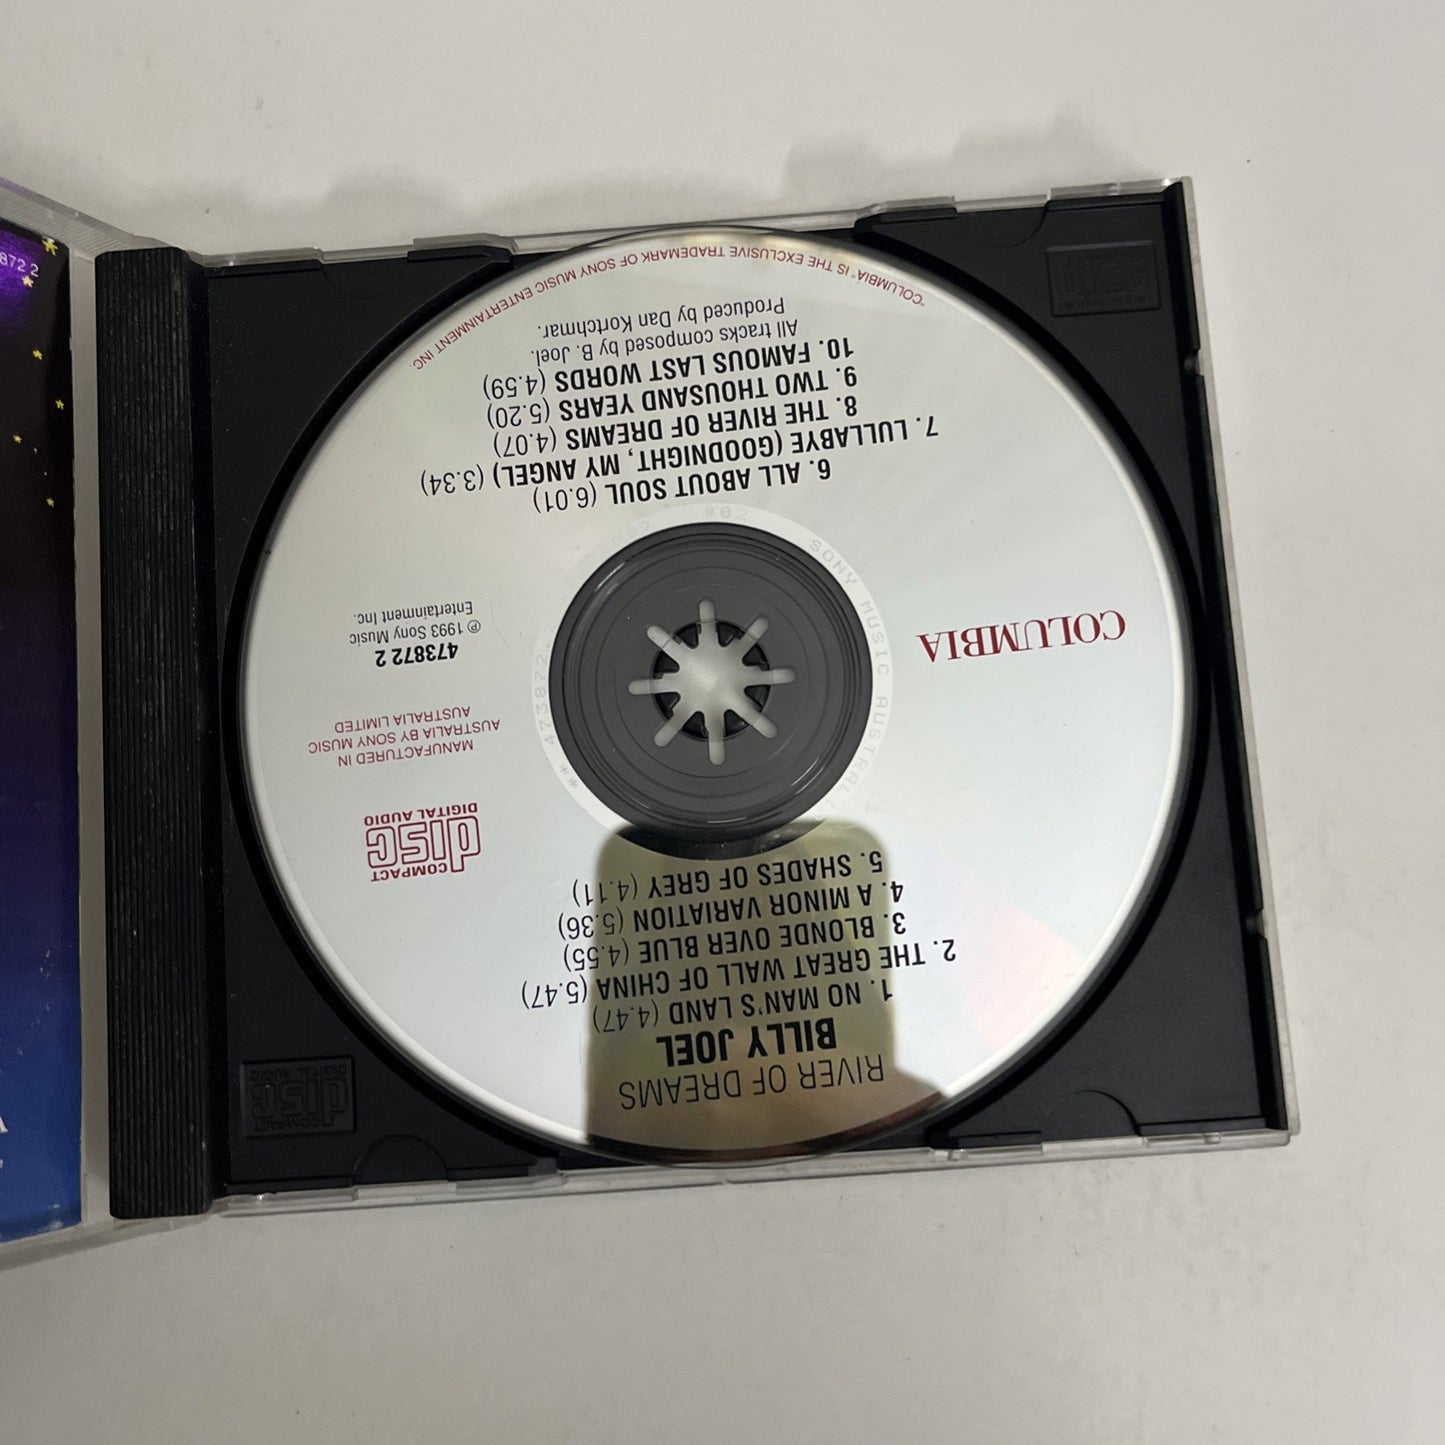 RIVER OF DREAMS
BILLY JOEL
1. NO MAN'S LAND (4.47)
2. THE GREAT WALL OF CHINA (5.47)
3. BLONDE OVER BLUE (4.55)
4. A MINOR VARIATION (5.36)
5. SHADES OF GREY (4.11)
COMPACT
disc
DIGITAL AUDIO
MANUFACTURED IN
AUSTRALIA BY SONY MUSIC
AUSTRALIA LIMITED
COLUMBIA
473872 2
℗ 1993 Sony Music
Entertainment Inc.
6. ALL ABOUT SOUL (6.01)
7. LULLABYE (GOODNIGHT, MY ANGEL) (3.34)
8. THE RIVER OF DREAMS (4.07)
9. TWO THOUSAND YEARS (5.20)
10. FAMOUS LAST WORDS (4.59)
All tracks composed by B. Joel.
Produced by Dan Kortchmar.
"COLUMBIA" IS THE EXCLUSIVE TRADEMARK OF SONY MUSIC ENTERTAINMENT INC.
SONY MUSIC
COMPACT
disc
DIGITAL AUDIO
872 2